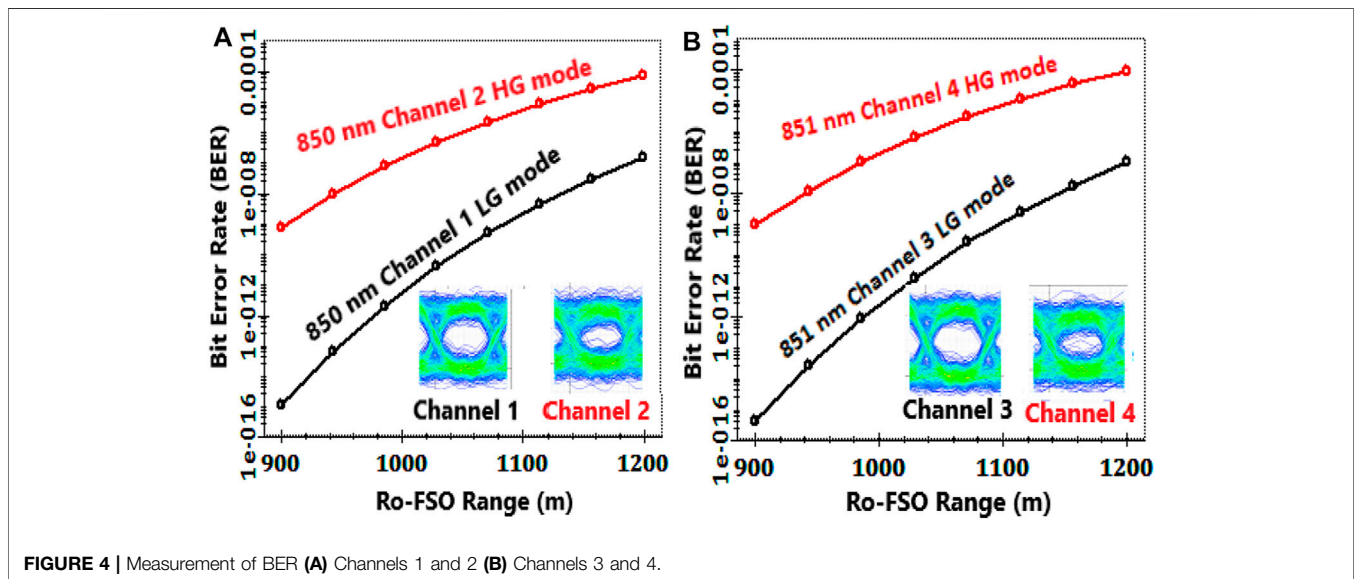 A
Bit Error Rate (BER)
0.0001
1e-008
1e-012
1e-016
850 nm Channel 2 HG mode
850 nm Channel 1 LG mode
Channel 1
Channel 2
900
1000
1100
1200
Ro-FSO Range (m)
B
Bit Error Rate (BER)
0.0001
1e-008
1e-012
1e-016
851 nm Channel 4 HG mode
851 nm Channel 3 LG mode
Channel 3
Channel 4
900
1000
1100
1200
Ro-FSO Range (m)
FIGURE 4 | Measurement of BER (A) Channels 1 and 2 (B) Channels 3 and 4.